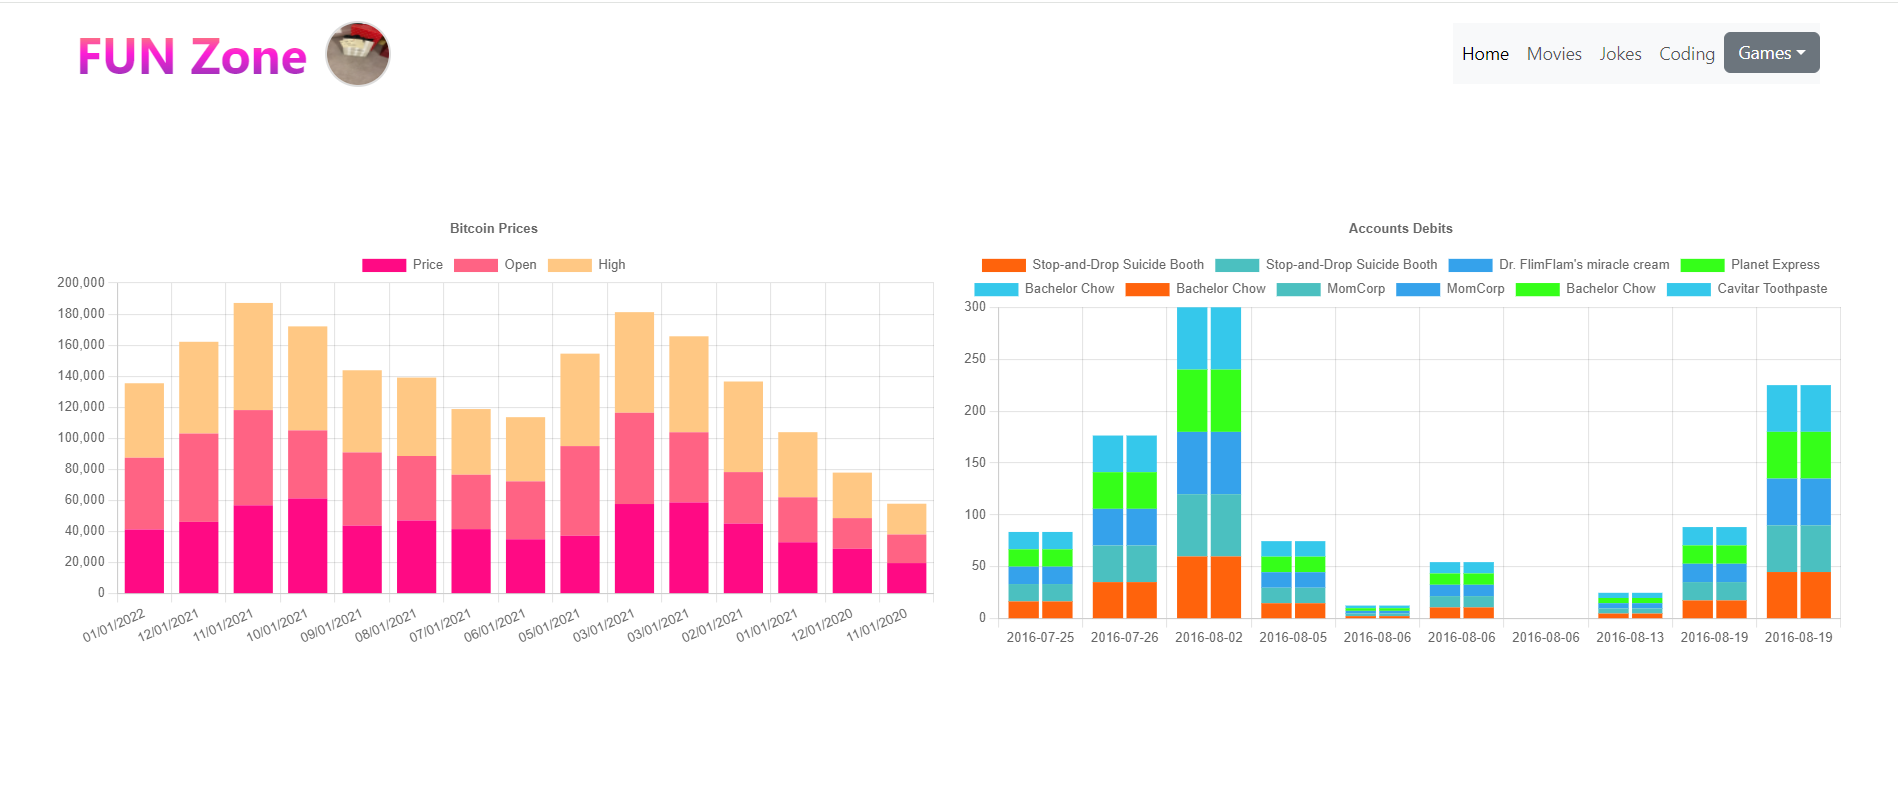 FUN Zone
Home Movies Jokes Coding Games
Bitcoin Prices
Price Open High
200,000
180,000
160,000
140,000
120,000
100,000
80,000
60,000
40,000
20,000
0
01/01/2022 12/01/2021 11/01/2021 10/01/2021 09/01/2021 08/01/2021 07/01/2021 06/01/2021 05/01/2021 03/01/2021 03/01/2021 02/01/2021 01/01/2021 12/01/2020 11/01/2020
Accounts Debits
Stop-and-Drop Suicide Booth Stop-and-Drop Suicide Booth Dr. FlimFlam's miracle cream Planet Express
Bachelor Chow Bachelor Chow MomCorp MomCorp Bachelor Chow Cavitar Toothpaste
300
250
200
150
100
50
0
2016-07-25 2016-07-26 2016-08-02 2016-08-05 2016-08-06 2016-08-06 2016-08-06 2016-08-13 2016-08-19 2016-08-19